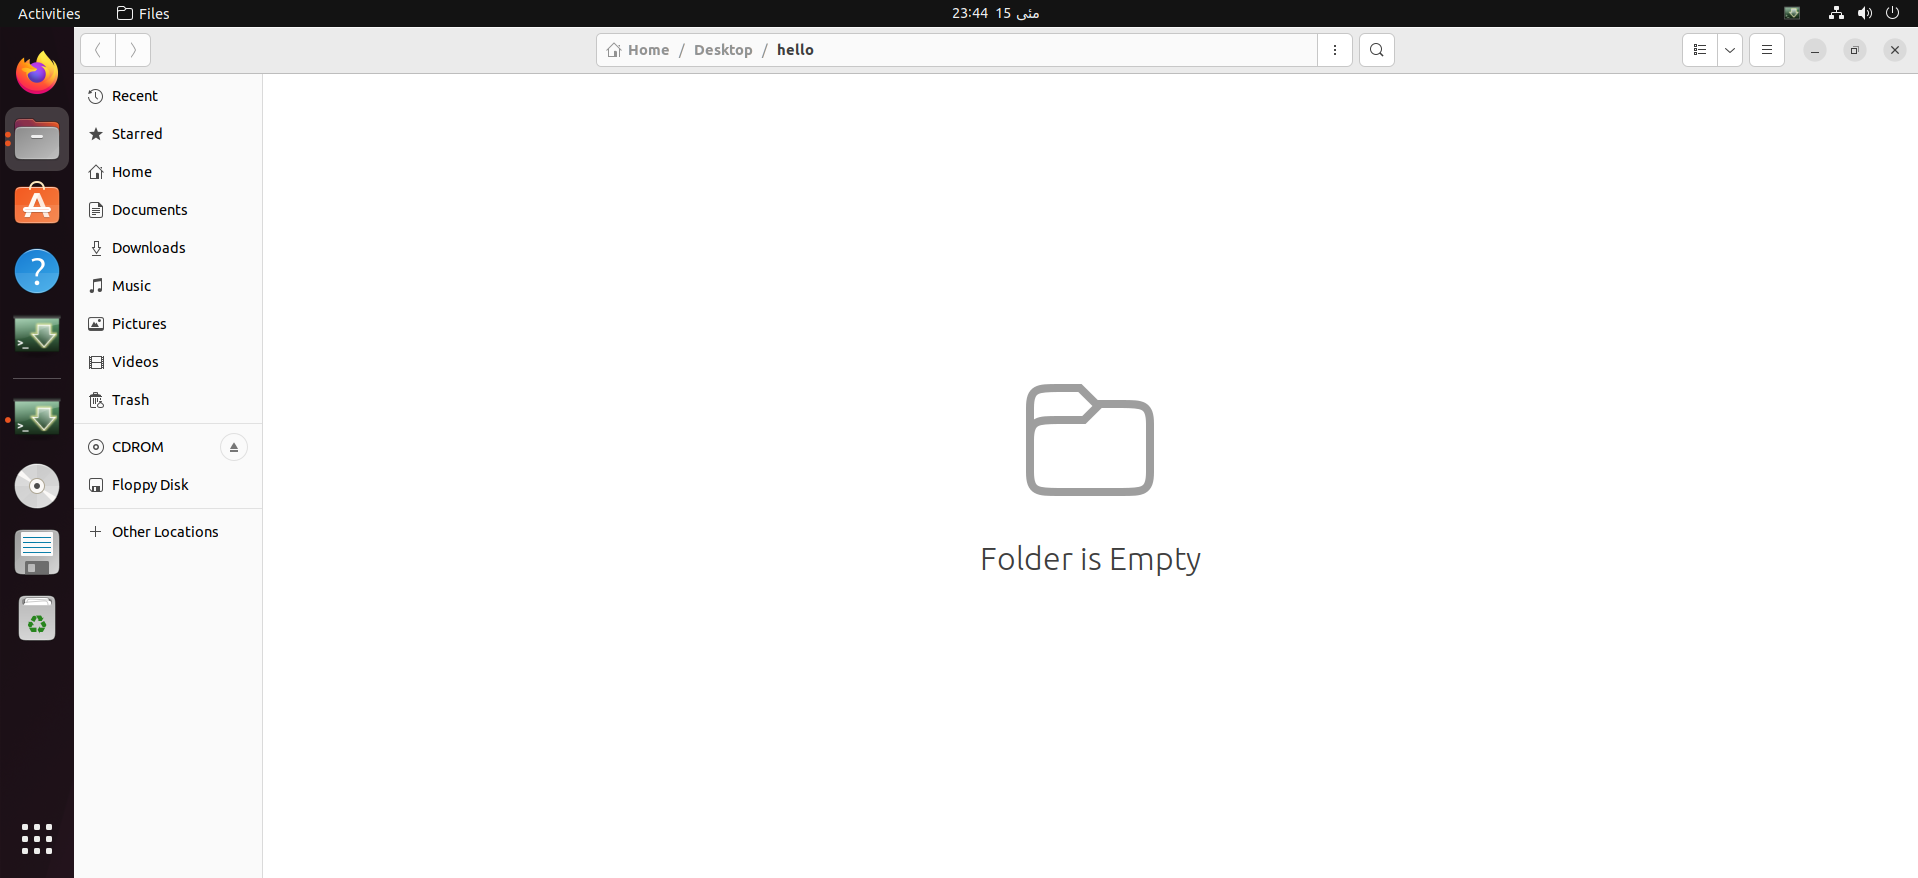 Activities
Files
23:44 15 مئی
Home / Desktop / hello
Recent
Starred
Home
Documents
Downloads
Music
Pictures
Videos
Trash
CDROM
Floppy Disk
Other Locations
Folder is Empty